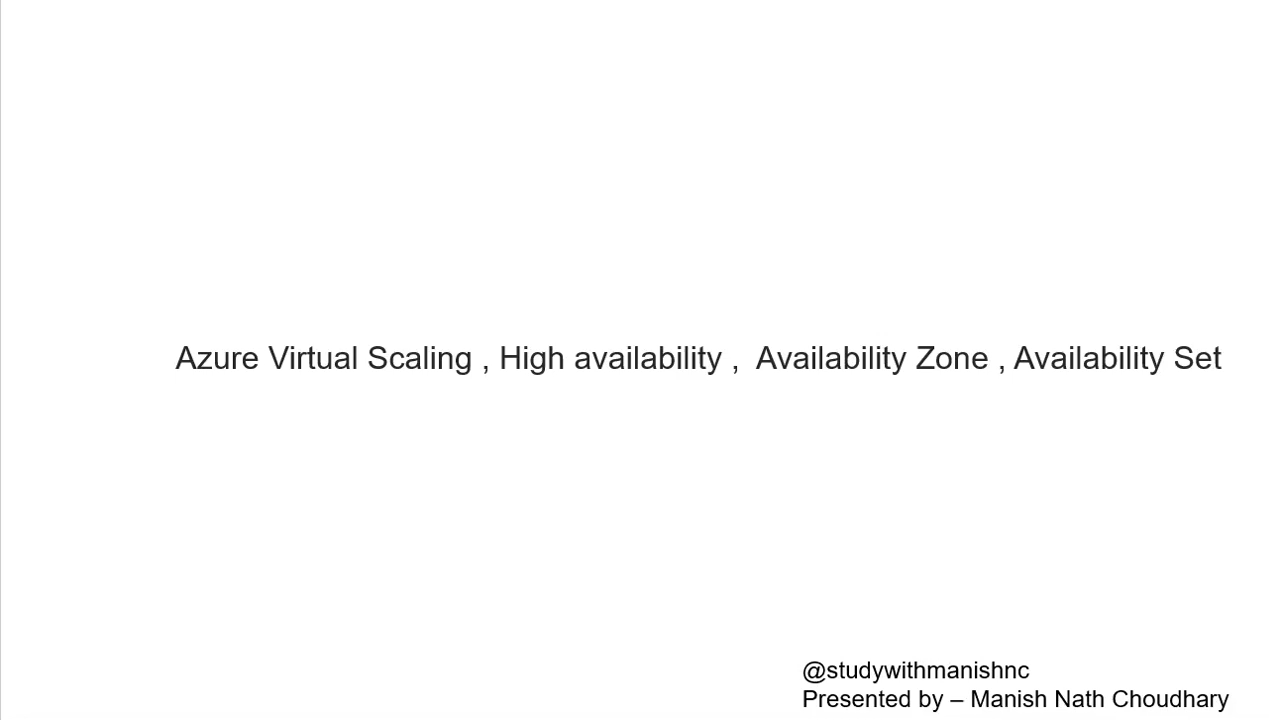 Azure Virtual Scaling , High availability ,  Availability Zone , Availability Set
@studywithmanishnc
Presented by – Manish Nath Choudhary